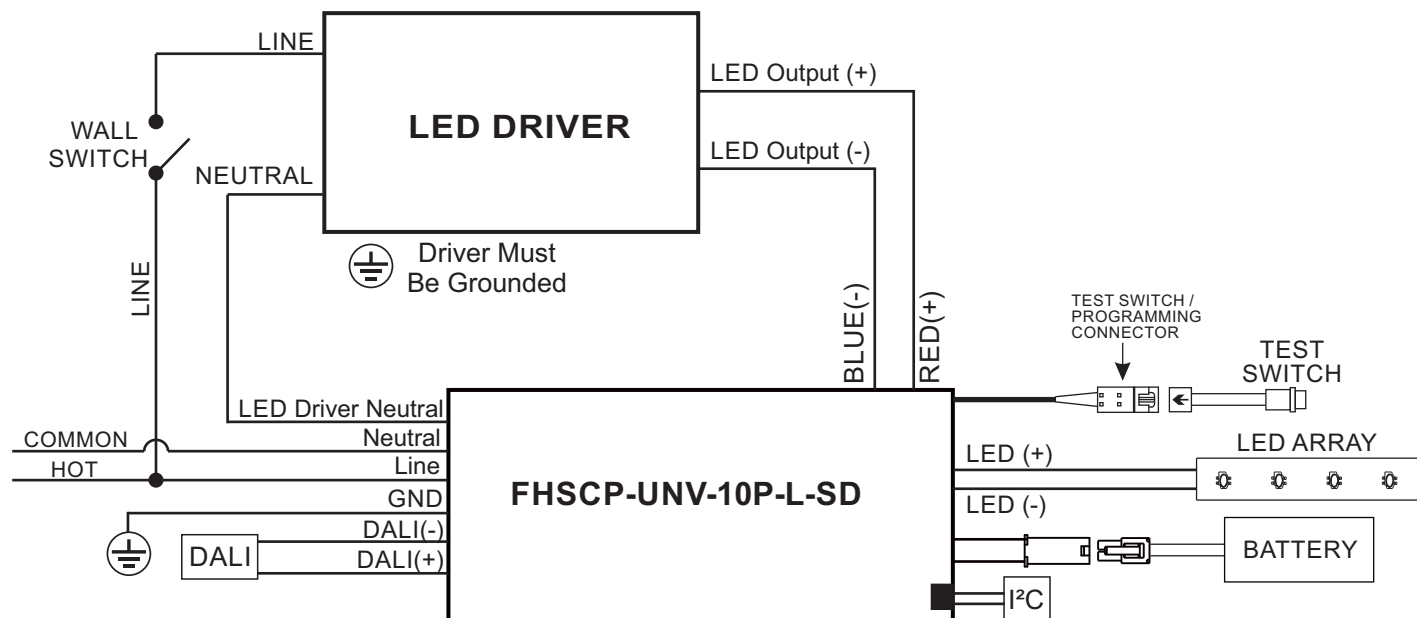 LINE
LED Output (+)
LED DRIVER
WALL
SWITCH
LED Output (-)
NEUTRAL
Driver Must
Be Grounded
LINE
BLUE(-)
RED(+)
TEST SWITCH /
PROGRAMMING
CONNECTOR
TEST
SWITCH
LED Driver Neutral
COMMON
Neutral
HOT
Line
GND
DALI(-)
DALI(+)
DALI
FHSCP-UNV-10P-L-SD
LED (+)
LED ARRAY
LED (-)
BATTERY
I²C